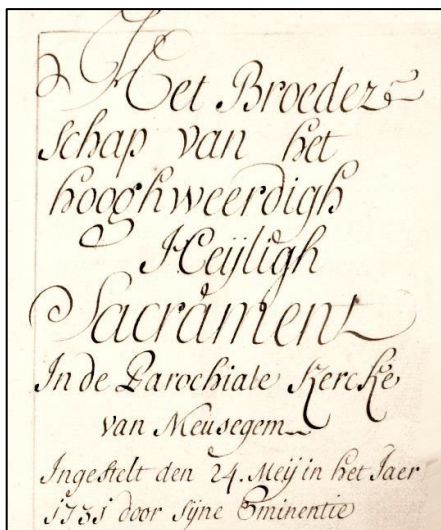 Het Broeder
schap van het
hooghweerdigh
Heijligh
Sacrament
In de Parochiale Kercke
van Meusegem
Ingestelt den 24. Meij in het Jaer
1731 door sijne Eminentie